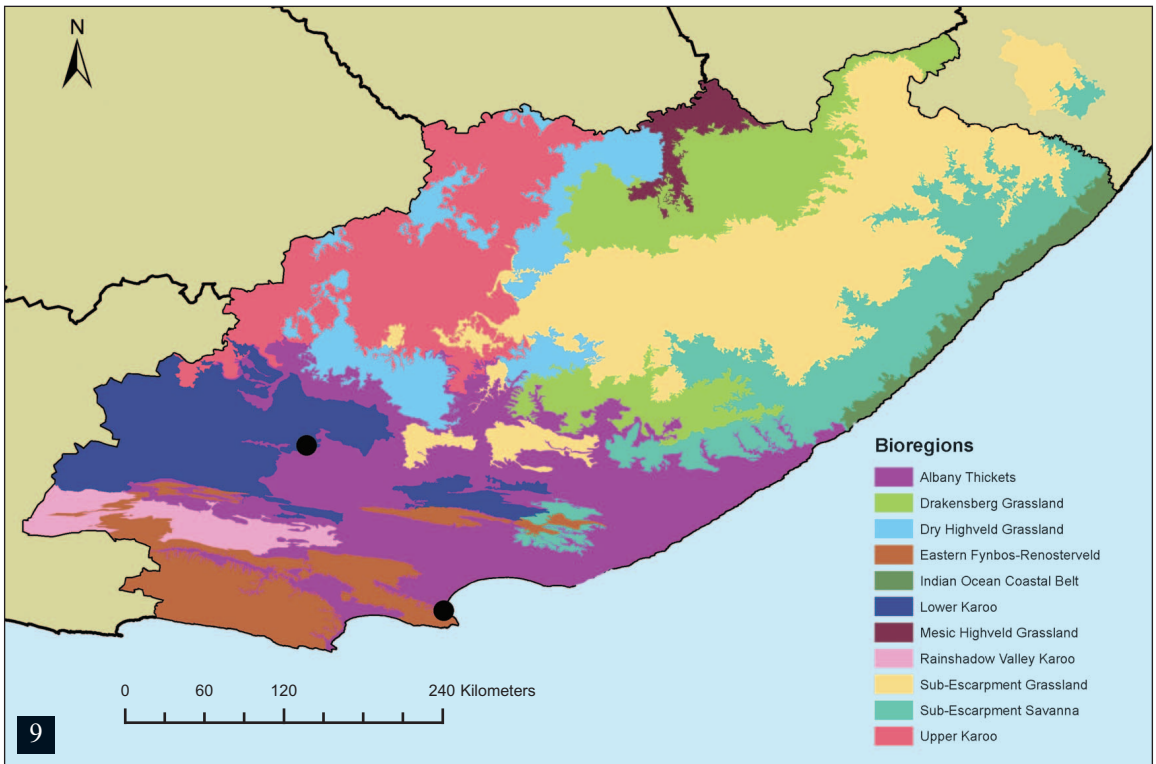 N
Bioregions
Albany Thickets
Drakensberg Grassland
Dry Highveld Grassland
Eastern Fynbos-Renosterveld
Indian Ocean Coastal Belt
Lower Karoo
Mesic Highveld Grassland
Rainshadow Valley Karoo
Sub-Escarpment Grassland
Sub-Escarpment Savanna
Upper Karoo
0 60 120 240 Kilometers
9